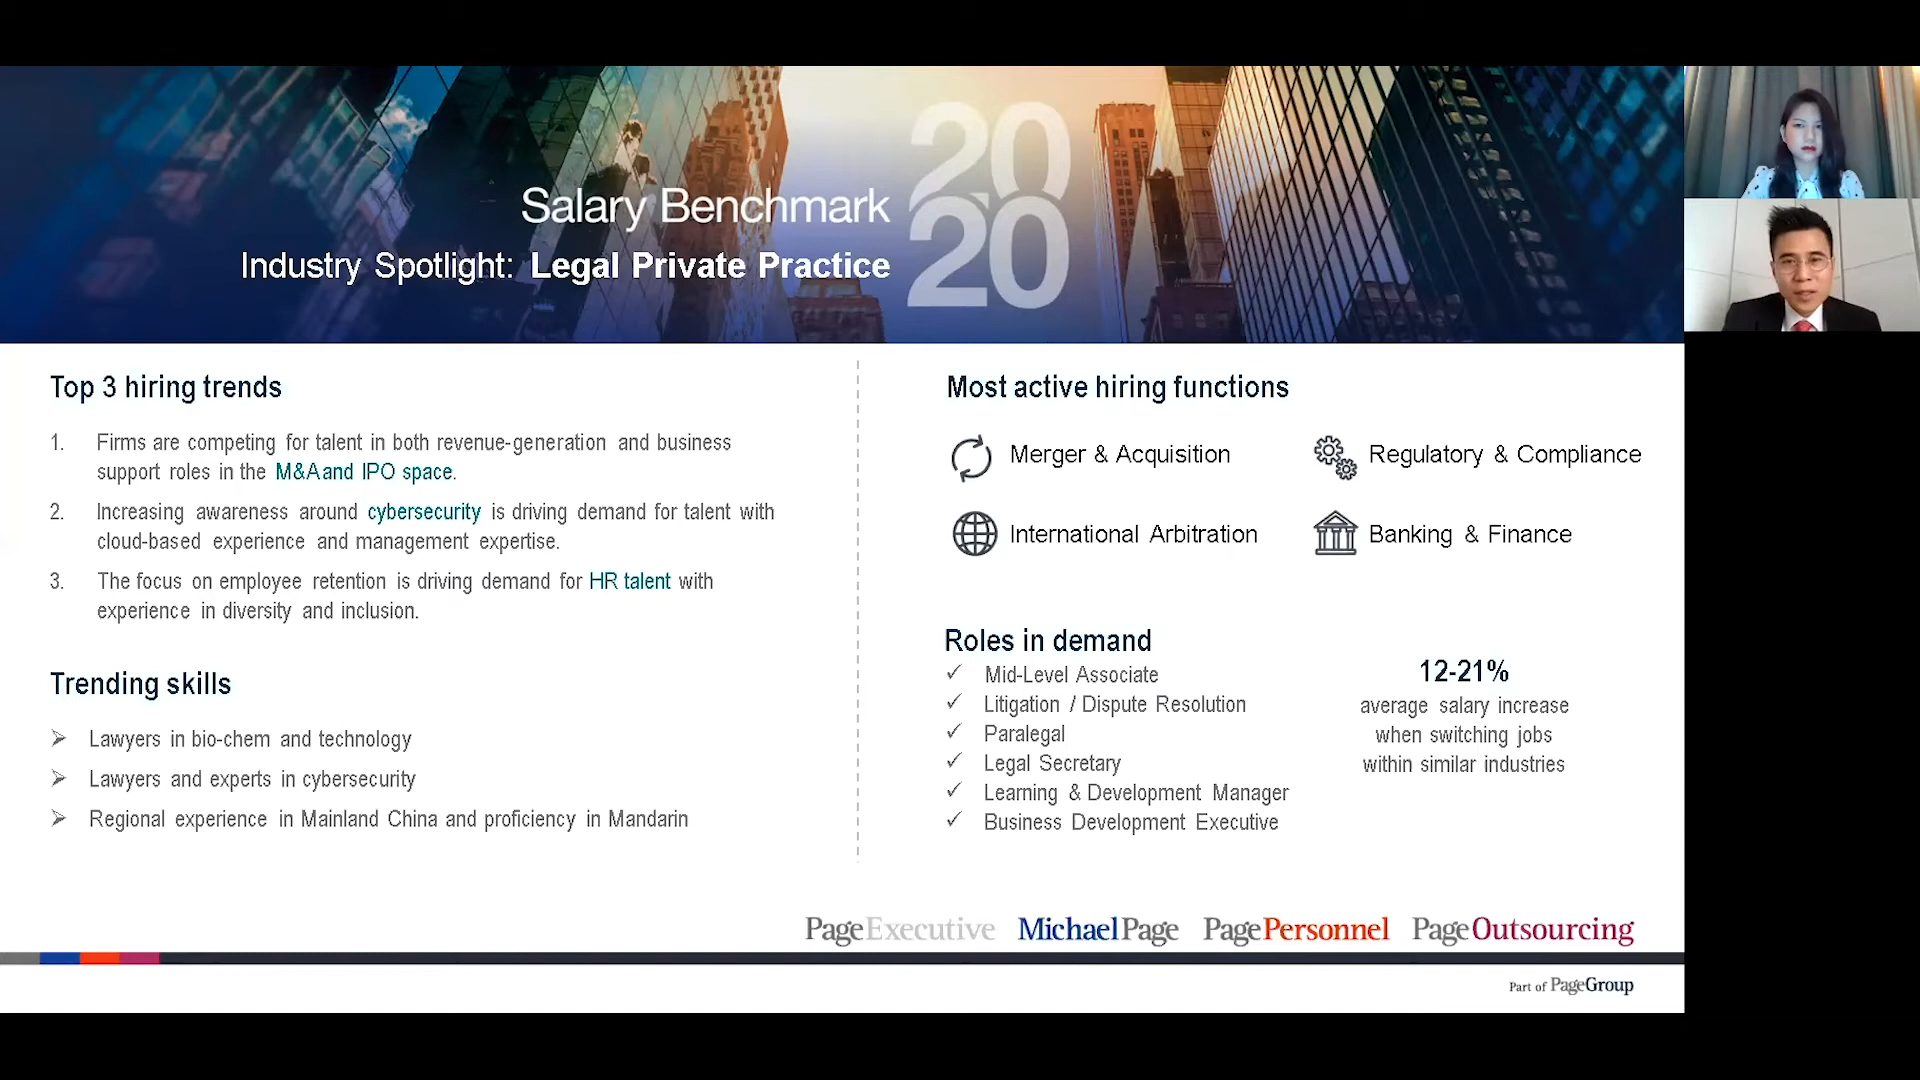 Salary Benchmark
20
20
Industry Spotlight: Legal Private Practice
Top 3 hiring trends
1. Firms are competing for talent in both revenue-generation and business
support roles in the M&Aand IPO space.
2. Increasing awareness around cybersecurity is driving demand for talent with
cloud-based experience and management expertise.
3. The focus on employee retention is driving demand for HR talent with
experience in diversity and inclusion.
Trending skills
Lawyers in bio-chem and technology
Lawyers and experts in cybersecurity
Regional experience in Mainland China and proficiency in Mandarin
Most active hiring functions
Merger & Acquisition
Regulatory & Compliance
International Arbitration
Banking & Finance
Roles in demand
Mid-Level Associate
Litigation / Dispute Resolution
Paralegal
Legal Secretary
Learning & Development Manager
Business Development Executive
12-21%
average salary increase
when switching jobs
within similar industries
PageExecutive MichaelPage PagePersonnel PageOutsourcing
Part of PageGroup